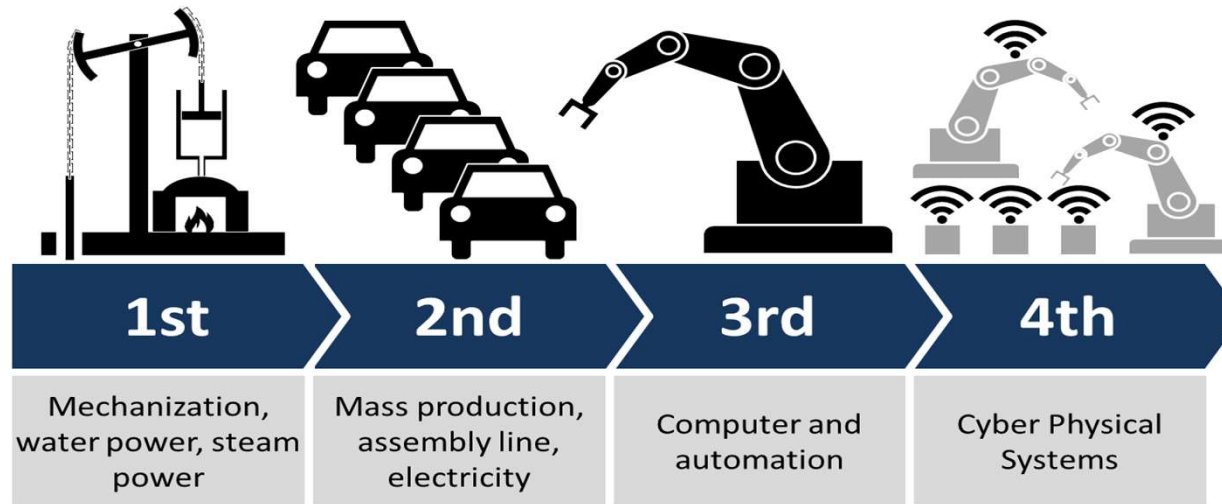 1st
2nd
3rd
4th
Mechanization,
water power, steam
power
Mass production,
assembly line,
electricity
Computer and
automation
Cyber Physical
Systems